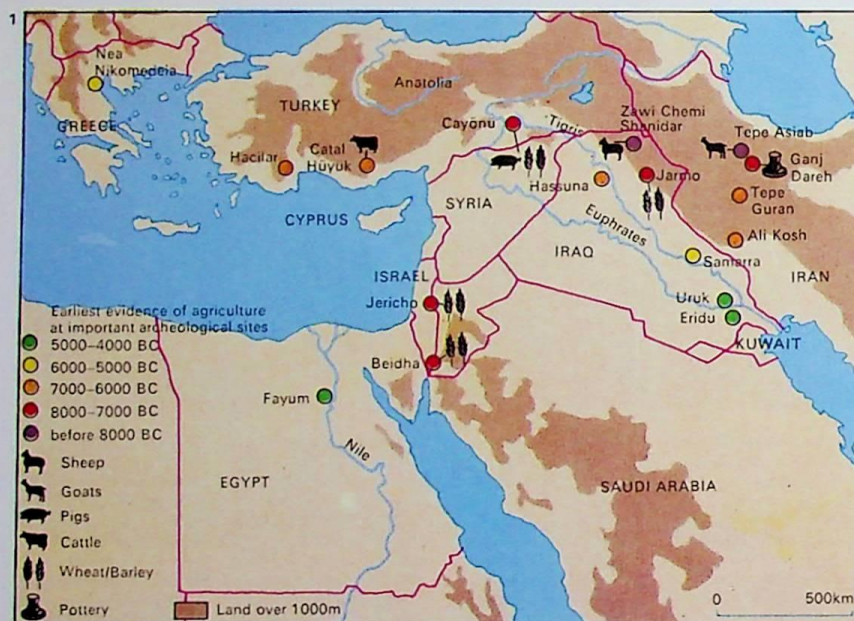 1
Nea
Nikomedeia
GREECE
TURKEY
Anatolia
Hacilar
Catal
Hüyuk
Cayönu
Tigris
Zawi Chemi
Shanidar
Tepe Asiab
Ganj
Dareh
Jarmo
Hassuna
Tepe
Guran
Ali Kosh
SYRIA
CYPRUS
Euphrates
IRAQ
Samarra
IRAN
ISRAEL
Jericho
Uruk
Eridu
KUWAIT
Beidha
Fayum
Nile
EGYPT
SAUDI ARABIA
Earliest evidence of agriculture
at important archeological sites
5000–4000 BC
6000–5000 BC
7000–6000 BC
8000–7000 BC
before 8000 BC
Sheep
Goats
Pigs
Cattle
Wheat/Barley
Pottery
Land over 1000m
0 500km